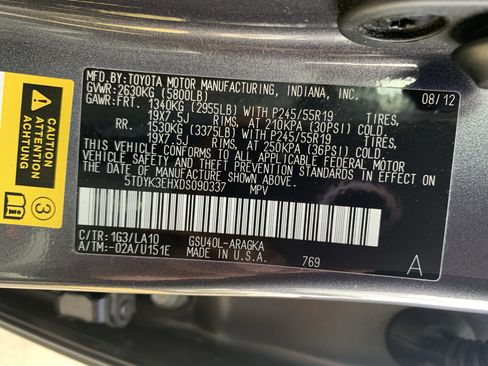 MFD. BY: TOYOTA MOTOR MANUFACTURING, INDIANA, INC. 08/12
GVWR: 2630KG (5800LB)
GAWR: FRT. 1340KG (2955LB) WITH P245/55R19 TIRES,
19X7.5J RIMS, AT 210KPA (30PSI) COLD.
RR. 1530KG (3375LB) WITH P245/55R19 TIRES,
19X7.5J RIMS, AT 250KPA (36PSI) COLD.
THIS VEHICLE CONFORMS TO ALL APPLICABLE FEDERAL MOTOR
VEHICLE SAFETY AND THEFT PREVENTION STANDARDS IN EFFECT ON
THE DATE OF MANUFACTURE SHOWN ABOVE.
5TDYK3EHXDS090337 MPV
C/TR: 1G3/LA10 GSU40L-ARAGKA
A/TM:-02A/U151E MADE IN U.S.A. 769 A
CAUTION
ATTENTION
ACHTUNG
3